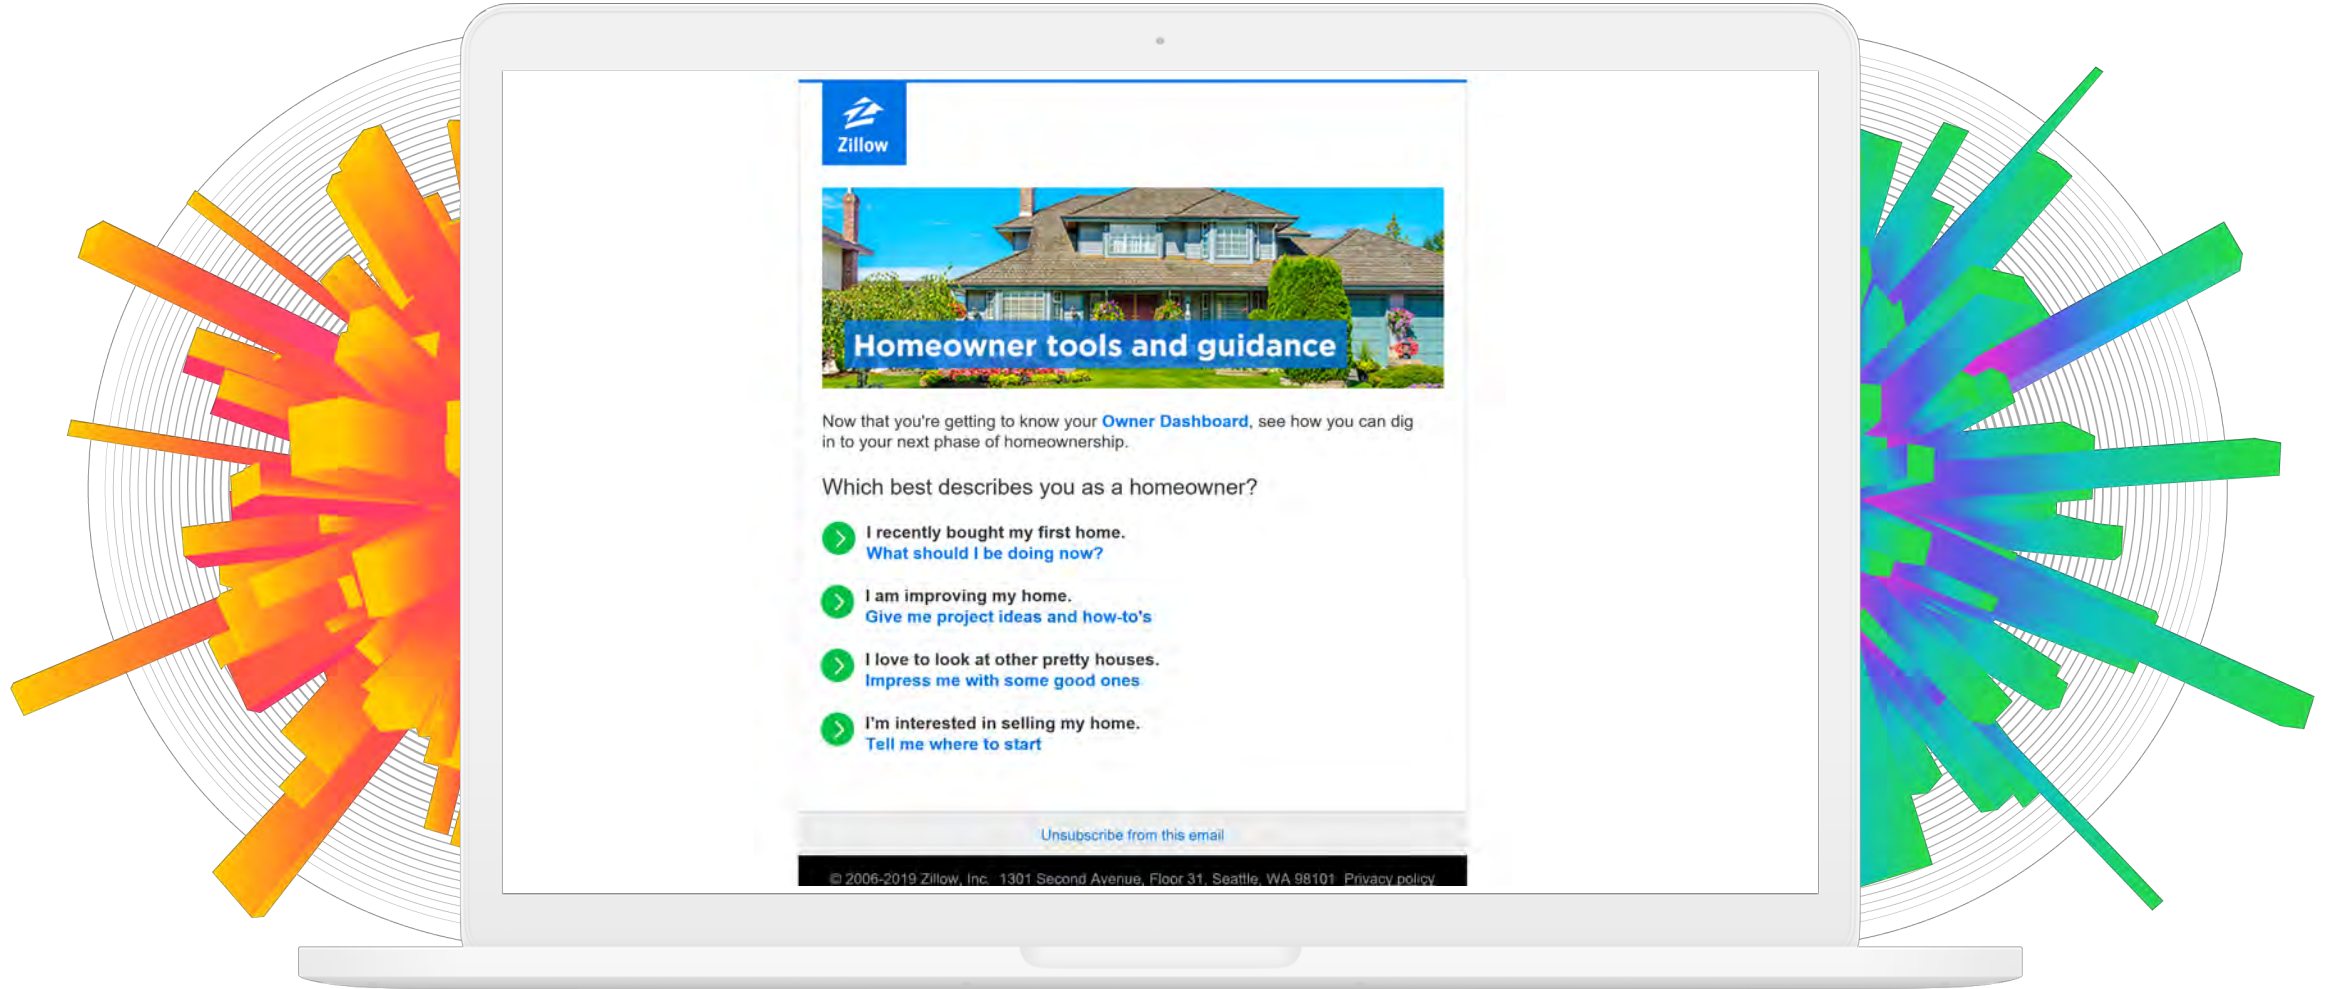 Zillow
Homeowner tools and guidance
Now that you're getting to know your Owner Dashboard, see how you can dig
in to your next phase of homeownership.
Which best describes you as a homeowner?
I recently bought my first home.
What should I be doing now?
I am improving my home.
Give me project ideas and how-to's
I love to look at other pretty houses.
Impress me with some good ones
I'm interested in selling my home.
Tell me where to start
Unsubscribe from this email
© 2006-2019 Zillow, Inc. 1301 Second Avenue, Floor 31, Seattle, WA 98101 Privacy policy